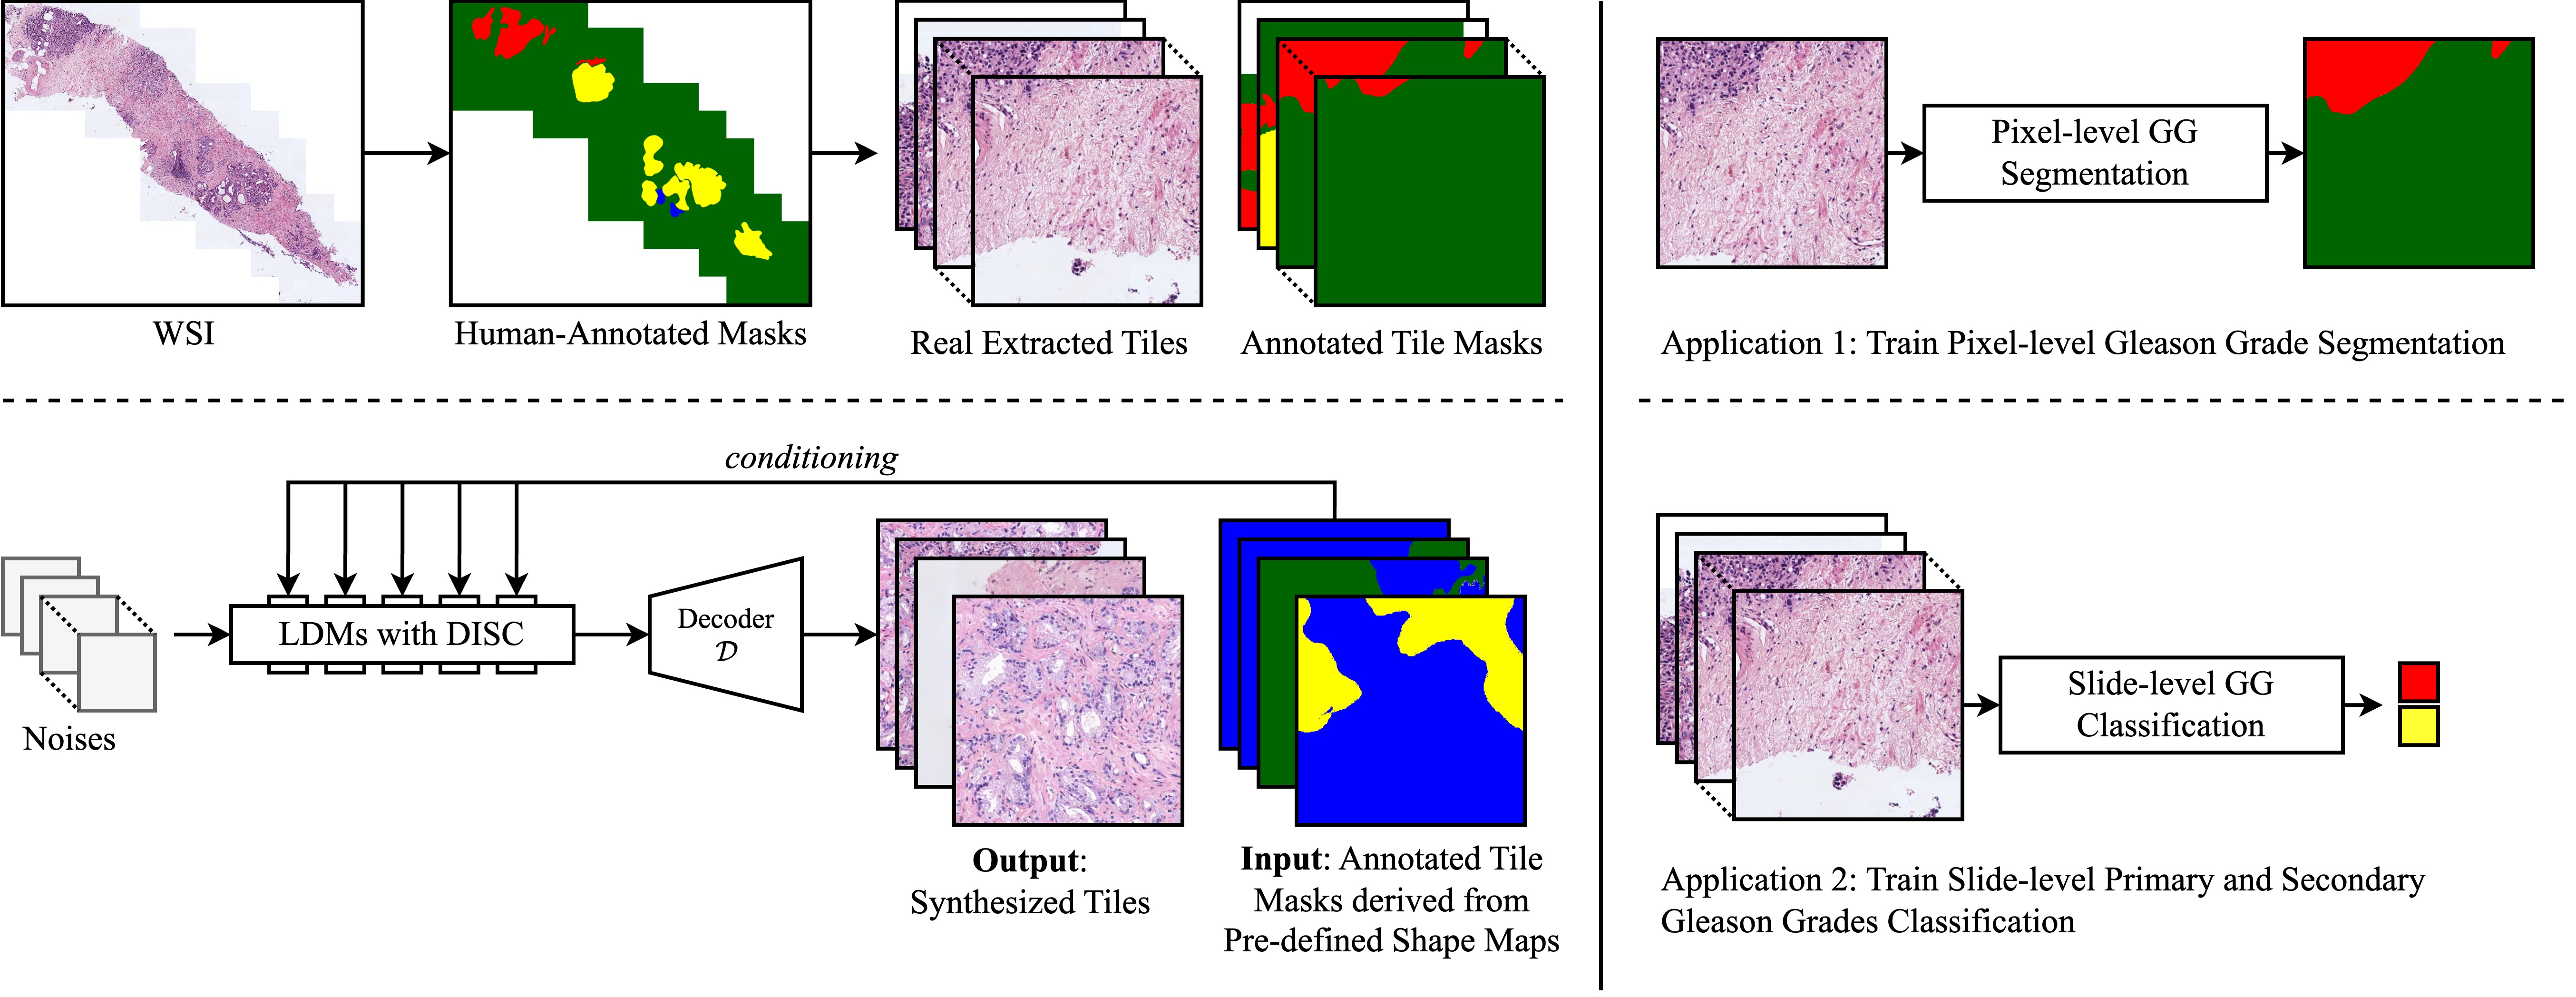 WSI
Human-Annotated Masks
Real Extracted Tiles
Annotated Tile Masks
Pixel-level GG
Segmentation
Application 1: Train Pixel-level Gleason Grade Segmentation
conditioning
Noises
LDMs with DISC
Decoder
𝒟
Output:
Synthesized Tiles
Input: Annotated Tile
Masks derived from
Pre-defined Shape Maps
Slide-level GG
Classification
Application 2: Train Slide-level Primary and Secondary
Gleason Grades Classification